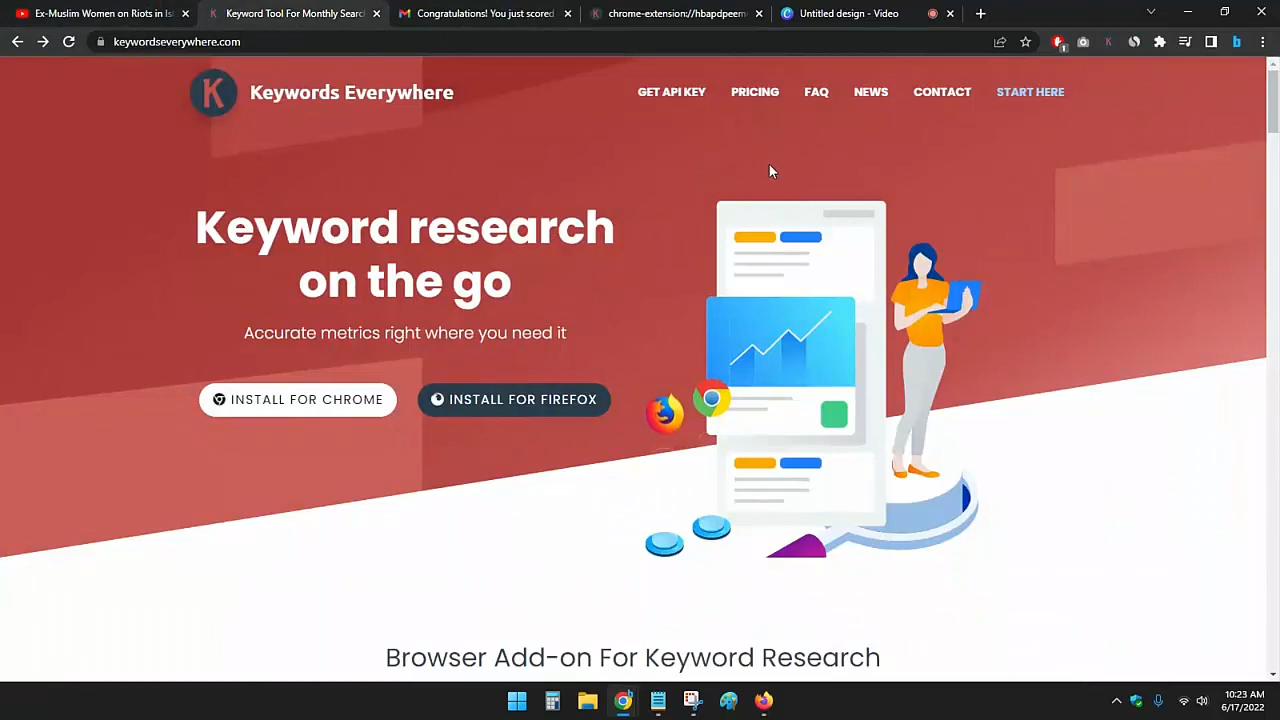 Ex-Muslim Women on Riots in Isl
Keyword Tool For Monthly Searc
Congratulations! You just scored
chrome-extension://hbapdpeem
Untitled design - Video
keywordseverywhere.com
1
K
Keywords Everywhere
GET API KEY
PRICING
FAQ
NEWS
CONTACT
START HERE
Keyword research
on the go
Accurate metrics right where you need it
INSTALL FOR CHROME
INSTALL FOR FIREFOX
Browser Add-on For Keyword Research
10:23 AM
6/17/2022